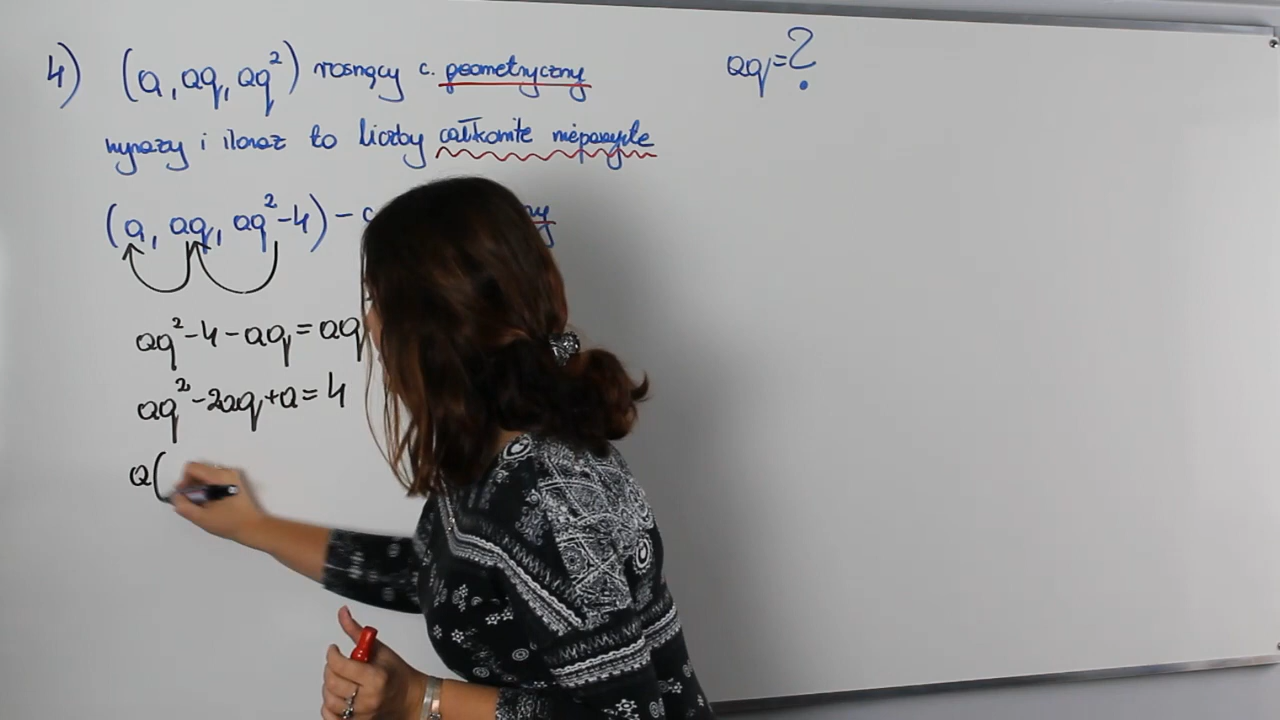 4) (a, aq, aq²) rosnący c. geometryczny
aq=?
wyrazy i iloraz to liczby całkowite nieparzyste
(a, aq, aq²-4) - c
aq²-4-aq=aq
aq²-2aq+a=4
a(